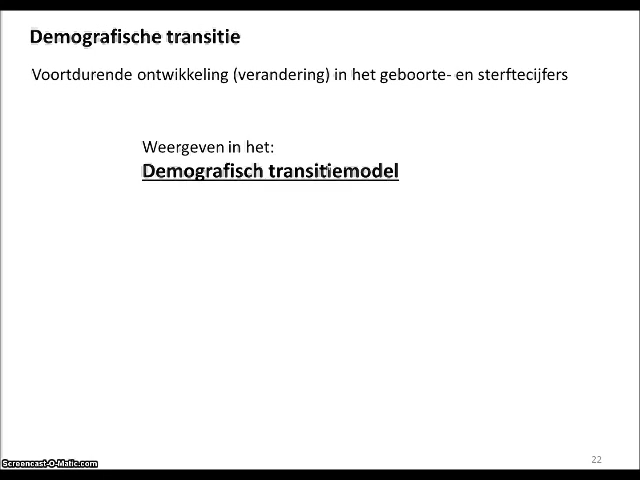 Demografische transitie
Voortdurende ontwikkeling (verandering) in het geboorte- en sterftecijfers
Weergeven in het:
Demografisch transitiemodel
22
Screencast-O-Matic.com